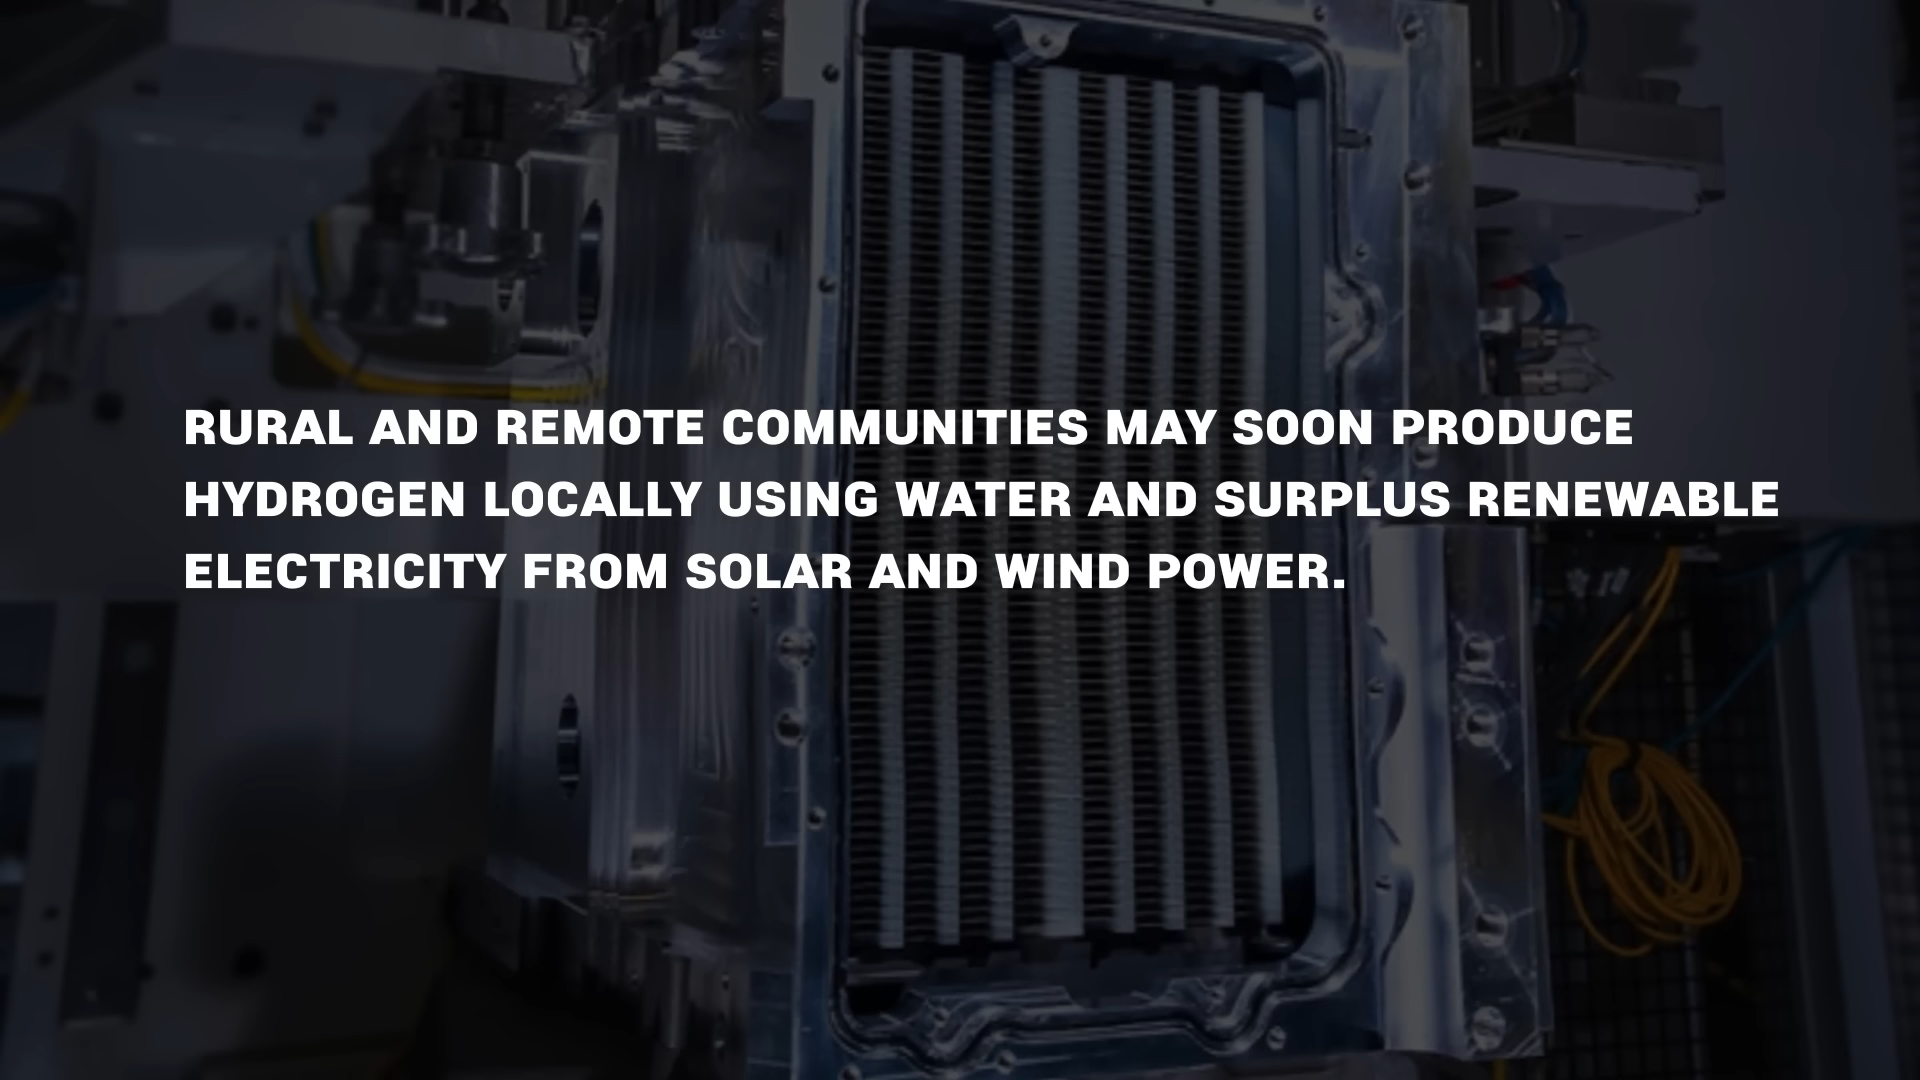 RURAL AND REMOTE COMMUNITIES MAY SOON PRODUCE
HYDROGEN LOCALLY USING WATER AND SURPLUS RENEWABLE
ELECTRICITY FROM SOLAR AND WIND POWER.